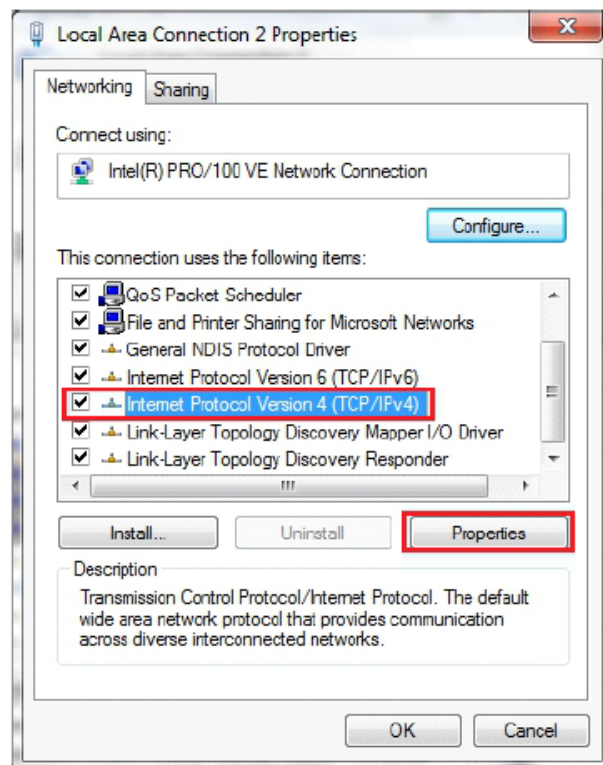 Local Area Connection 2 Properties
Networking
Sharing
Connect using:
Intel(R) PRO/100 VE Network Connection
Configure...
This connection uses the following items:
QoS Packet Scheduler
File and Printer Sharing for Microsoft Networks
General NDIS Protocol Driver
Internet Protocol Version 6 (TCP/IPv6)
Internet Protocol Version 4 (TCP/IPv4)
Link-Layer Topology Discovery Mapper I/O Driver
Link-Layer Topology Discovery Responder
Install...
Uninstall
Properties
Description
Transmission Control Protocol/Internet Protocol. The default
wide area network protocol that provides communication
across diverse interconnected networks.
OK
Cancel